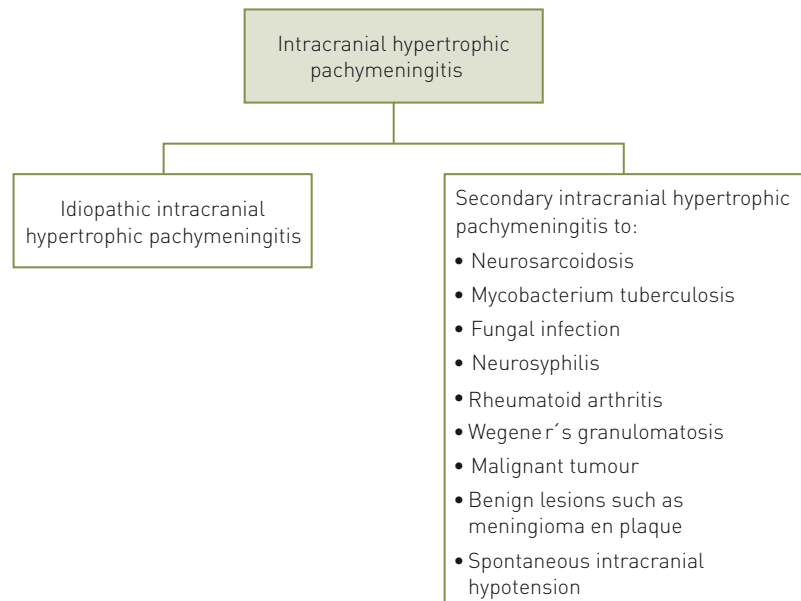 Intracranial hypertrophic
pachymeningitis
Idiopathic intracranial
hypertrophic pachymeningitis
Secondary intracranial hypertrophic
pachymeningitis to:
• Neurosarcoidosis
• Mycobacterium tuberculosis
• Fungal infection
• Neurosyphilis
• Rheumatoid arthritis
• Wegener´s granulomatosis
• Malignant tumour
• Benign lesions such as
meningioma en plaque
• Spontaneous intracranial
hypotension